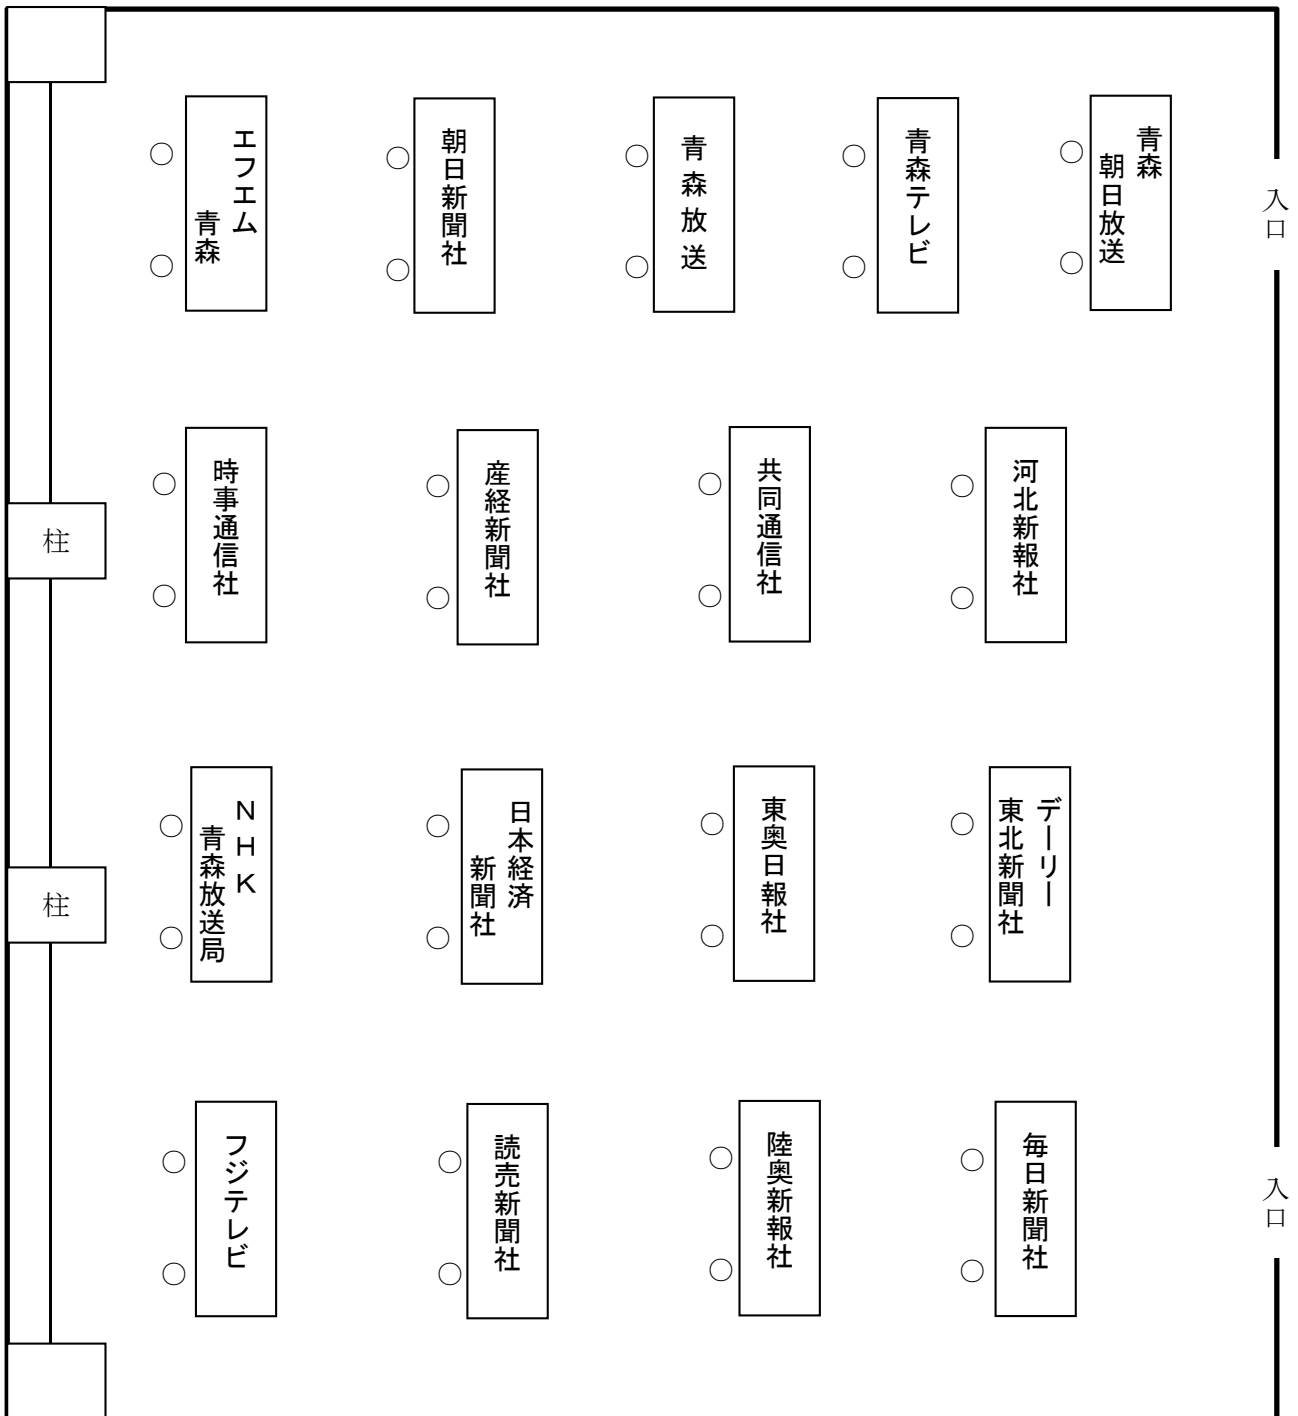 エフエム
青森
朝日新聞社
青森放送
青森テレビ
青森
朝日放送
入口
時事通信社
産経新聞社
共同通信社
河北新報社
柱
NHK
青森放送局
日本経済
新聞社
東奥日報社
デーリー
東北新聞社
柱
フジテレビ
読売新聞社
陸奥新報社
毎日新聞社
入口